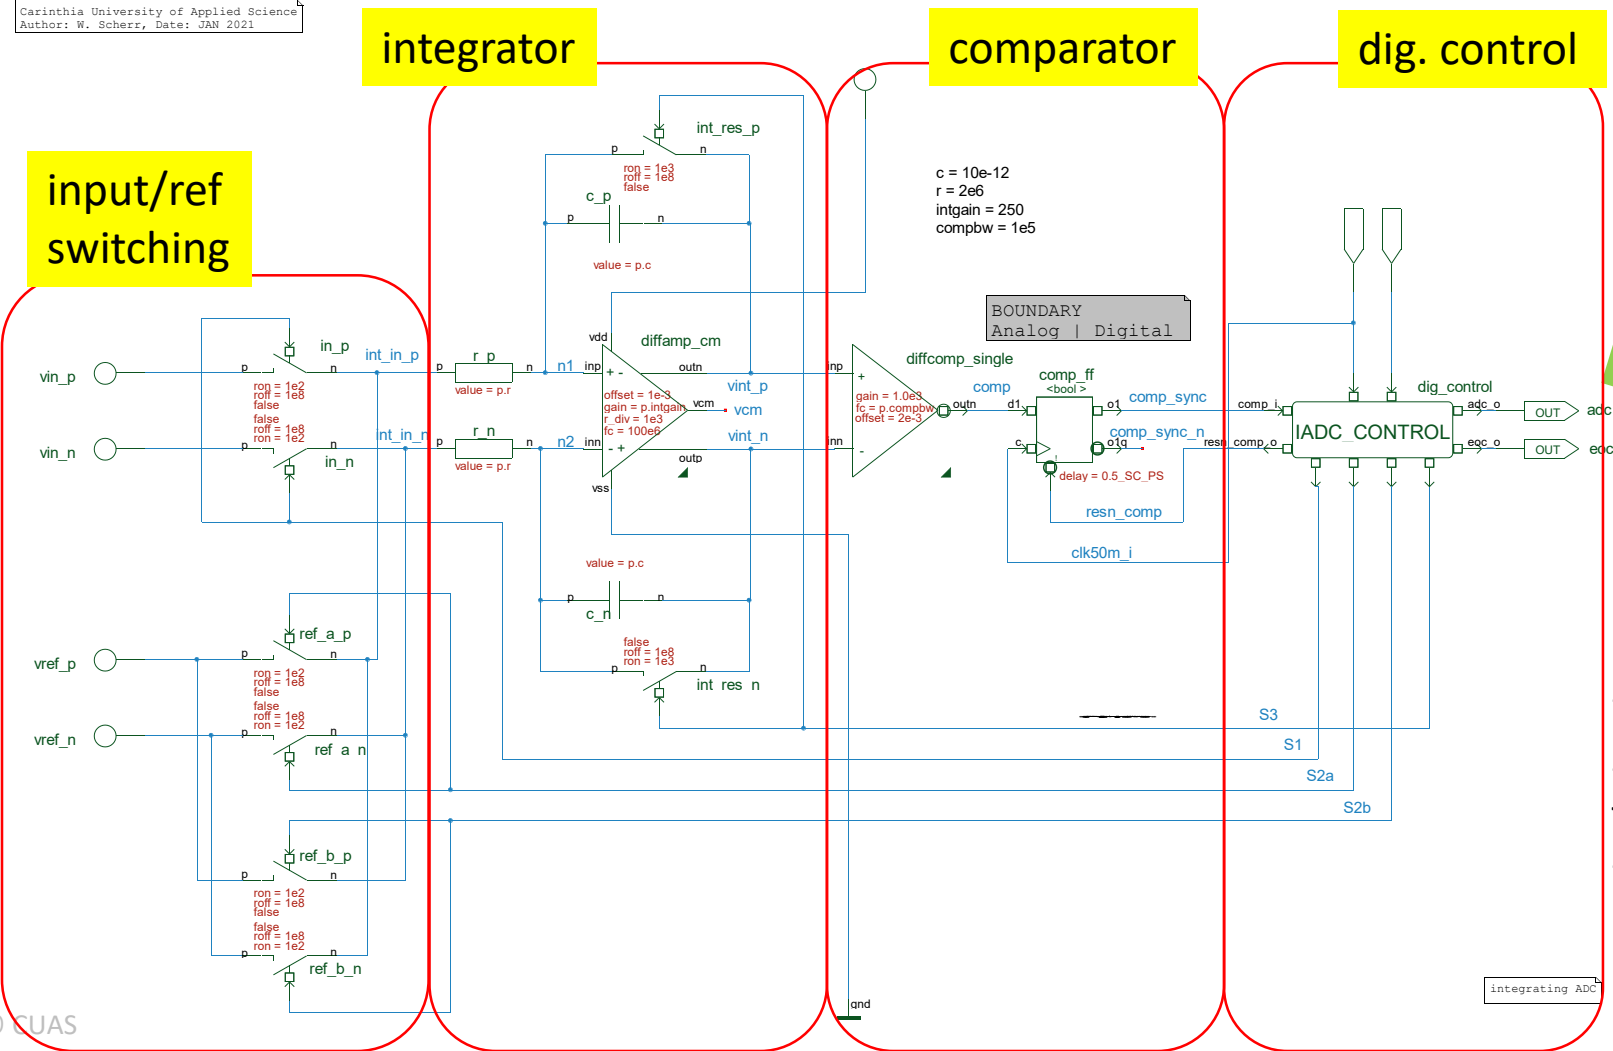 Carinthia University of Applied Science
Author: W. Scherr, Date: JAN 2021
integrator
comparator
dig. control
input/ref
switching
int_res_p
p
n
ron = 1e3
roff = 1e8
false
c_p
p
n
value = p.c
c = 10e-12
r = 2e6
intgain = 250
compbw = 1e5
BOUNDARY
Analog | Digital
vin_p
p
in_p
n
ron = 1e2
roff = 1e8
false
int_in_p
p
r_p
n
value = p.r
n1
vdd
diffamp_cm
inp
+ -
outn
offset = 1e-3
gain = p.intgain
r_div = 1e3
fc = 100e6
vcm
vcm
vint_p
vint_n
inn
- +
outp
vss
vin_n
p
false
roff = 1e8
ron = 1e2
n
in_n
int_in_n
p
r_n
n
value = p.r
n2
inp
+
diffcomp_single
gain = 1.0e3
fc = p.compbw
offset = 2e-3
outn
inn
-
comp
comp_ff
<bool >
d1
o1
comp_sync
c
o1q
comp_sync_n
!
delay = 0.5_SC_PS
resn_comp
clk50m_i
comp_i
resn_comp_o
dig_control
IADC_CONTROL
adc_o
OUT
adc
eoc_o
OUT
eoc
value = p.c
p
n
c_n
false
roff = 1e8
ron = 1e3
p
n
int_res_n
vref_p
p
ref_a_p
n
ron = 1e2
roff = 1e8
false
vref_n
p
false
roff = 1e8
ron = 1e2
n
ref_a_n
S3
S1
S2a
S2b
p
ref_b_p
n
ron = 1e2
roff = 1e8
false
false
roff = 1e8
ron = 1e2
p
n
ref_b_n
gnd
integrating ADC
CUAS